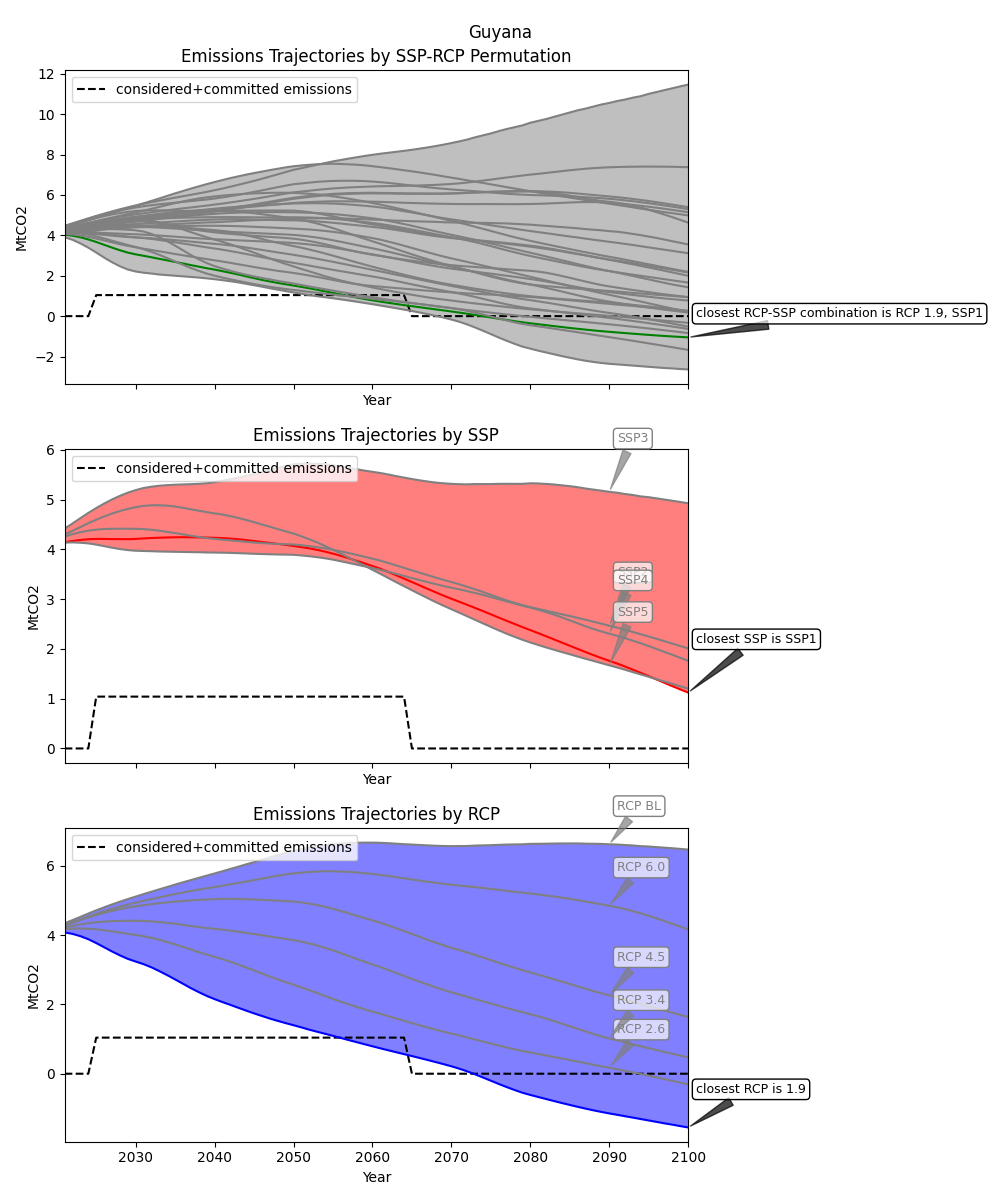 Guyana
Emissions Trajectories by SSP-RCP Permutation
considered+committed emissions
12
10
8
6
4
2
0
−2
MtCO2
Year
closest RCP-SSP combination is RCP 1.9, SSP1
Emissions Trajectories by SSP
considered+committed emissions
6
5
4
3
2
1
0
MtCO2
Year
SSP3
SSP4
SSP5
closest SSP is SSP1
Emissions Trajectories by RCP
considered+committed emissions
6
4
2
0
MtCO2
RCP BL
RCP 6.0
RCP 4.5
RCP 3.4
RCP 2.6
closest RCP is 1.9
2030 2040 2050 2060 2070 2080 2090 2100
Year